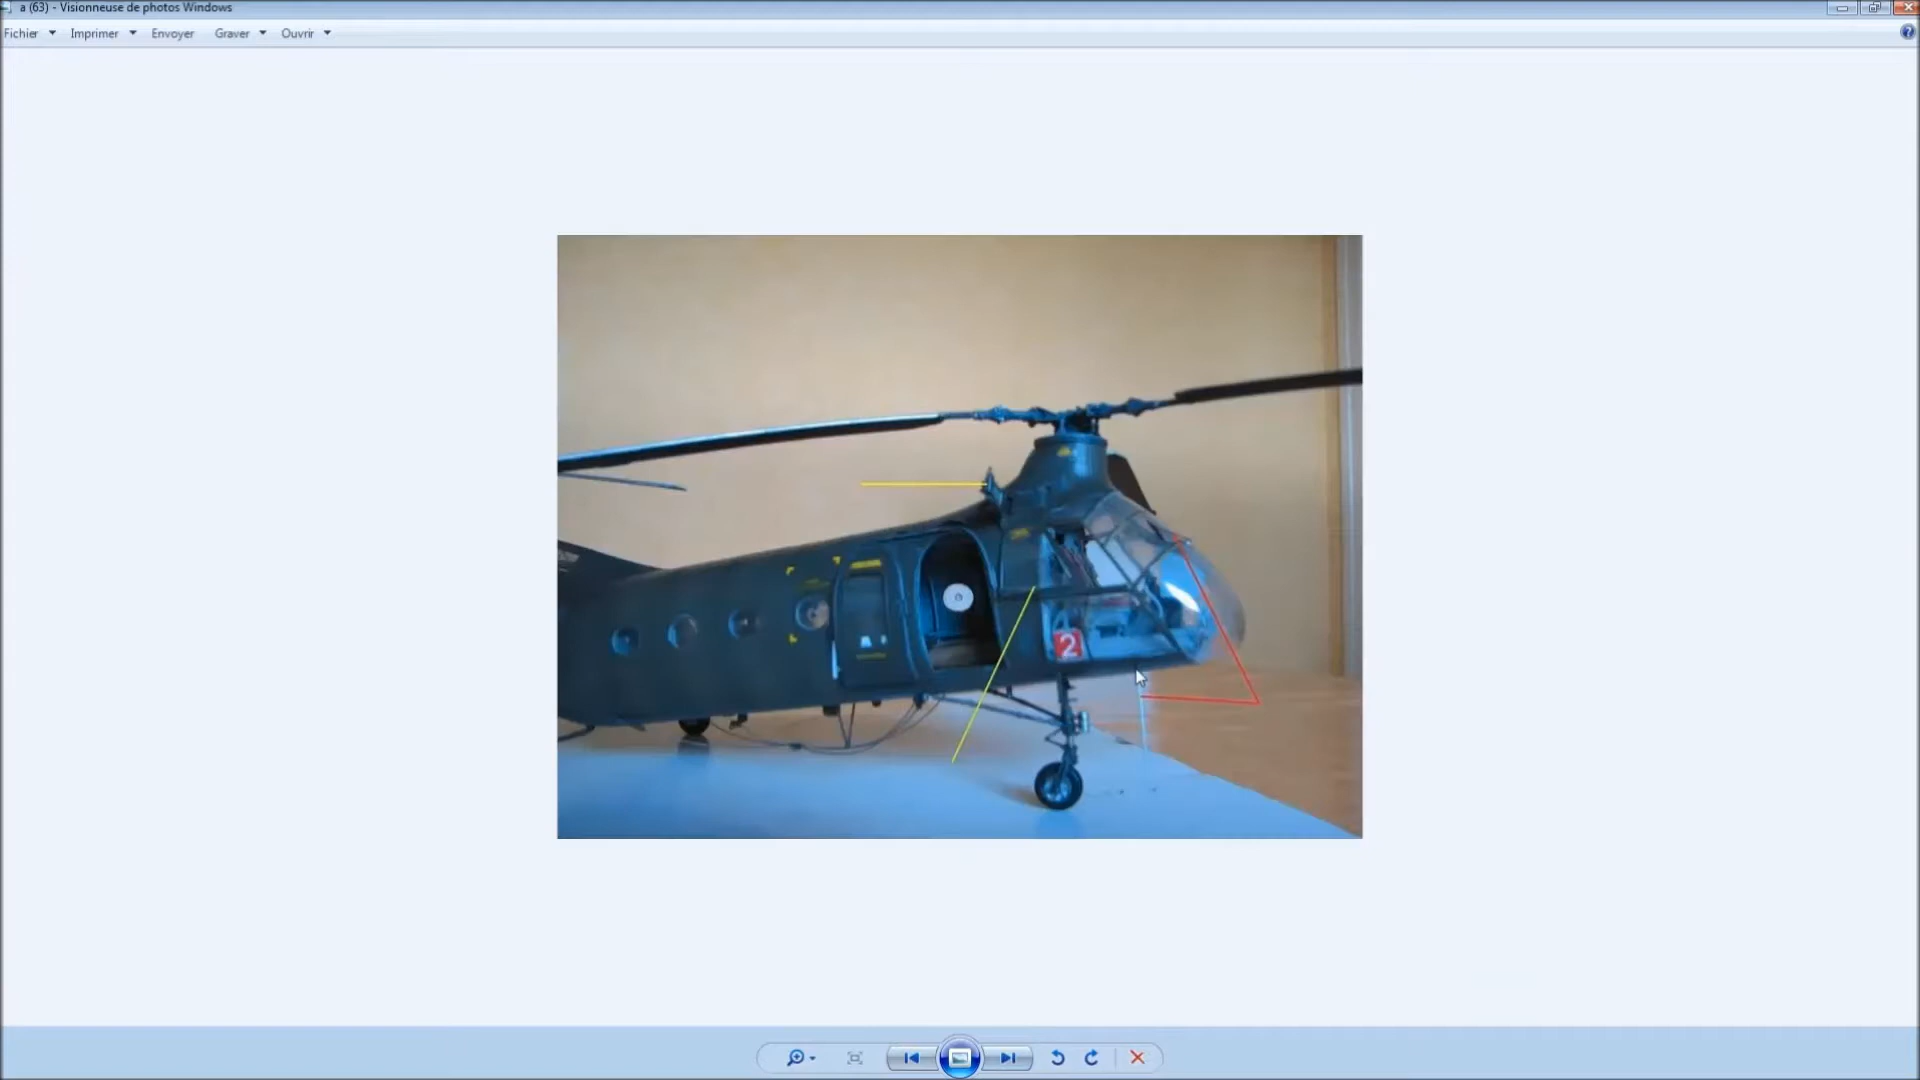 a (63) - Visionneuse de photos Windows
Fichier Imprimer Envoyer Graver Ouvrir
2